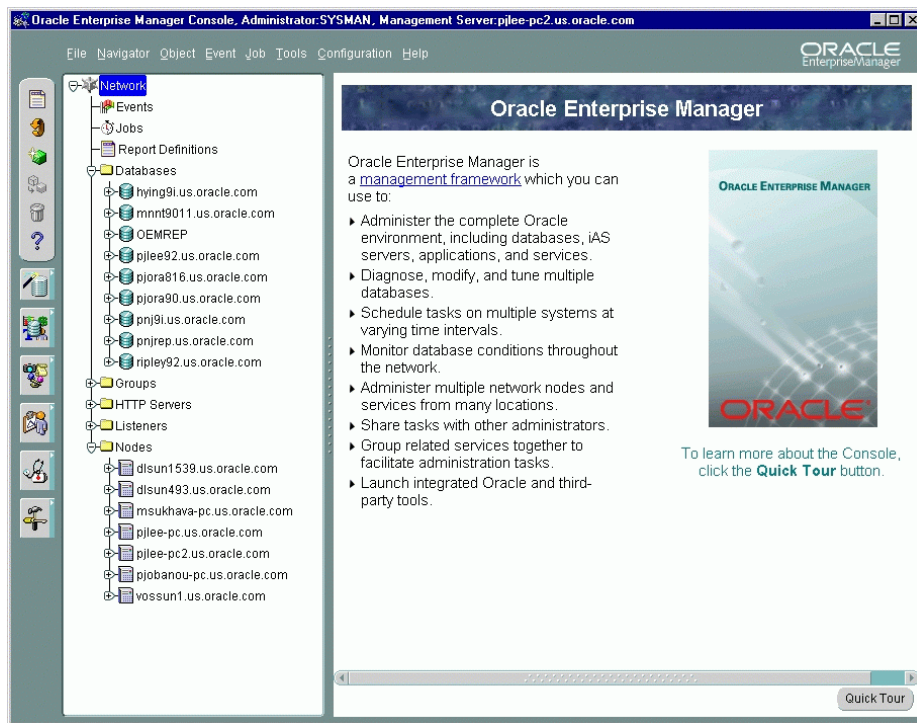 Oracle Enterprise Manager Console, Administrator:SYSMAN, Management Server:pjlee-pc2.us.oracle.com
File Navigator Object Event Job Tools Configuration Help
ORACLE
EnterpriseManager
Network
Events
Jobs
Report Definitions
Databases
hying9i.us.oracle.com
mnnt9011.us.oracle.com
OEMREP
pjlee92.us.oracle.com
pjora816.us.oracle.com
pjora90.us.oracle.com
pnj9i.us.oracle.com
pnjrep.us.oracle.com
ripley92.us.oracle.com
Groups
HTTP Servers
Listeners
Nodes
dlsun1539.us.oracle.com
dlsun493.us.oracle.com
msukhava-pc.us.oracle.com
pjlee-pc.us.oracle.com
pjlee-pc2.us.oracle.com
pjobanou-pc.us.oracle.com
vossun1.us.oracle.com
Oracle Enterprise Manager
Oracle Enterprise Manager is
a management framework which you can
use to:
Administer the complete Oracle
environment, including databases, iAS
servers, applications, and services.
Diagnose, modify, and tune multiple
databases.
Schedule tasks on multiple systems at
varying time intervals.
Monitor database conditions throughout
the network.
Administer multiple network nodes and
services from many locations.
Share tasks with other administrators.
Group related services together to
facilitate administration tasks.
Launch integrated Oracle and third-
party tools.
ORACLE ENTERPRISE MANAGER
ORACLE
To learn more about the Console,
click the Quick Tour button.
Quick Tour